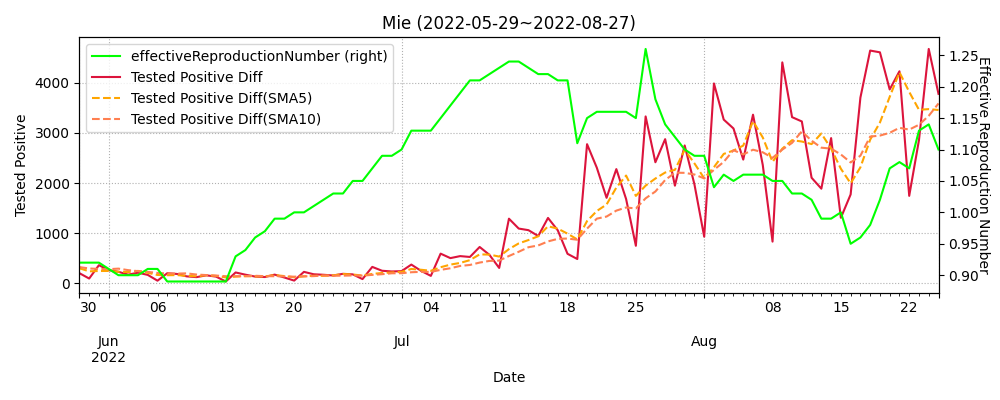 Mie (2022-05-29~2022-08-27)
effectiveReproductionNumber (right)
Tested Positive Diff
Tested Positive Diff(SMA5)
Tested Positive Diff(SMA10)
Tested Positive
4000
3000
2000
1000
0
1.25
1.20
1.15
1.10
1.05
1.00
0.95
0.90
Effective Reproduction Number
30 06 13 20 27 04 11 18 25 08 15 22
Jun Jul Aug
2022
Date